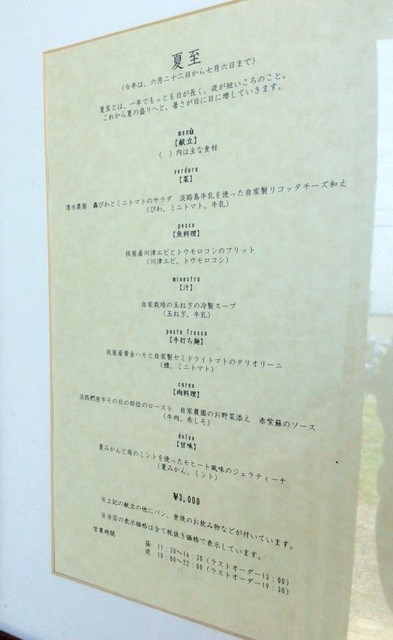 夏至
(今年は、六月二十二日から七月六日まで)
夏至とは、一年でもっとも日が長く、夜が短いころのこと。
これから夏の盛りへと、暑さが日に日に増していきます。
menù
【献立】
( )内は主な食材
verdure
【菜】
清水農園 轟びわとミニトマトのサラダ 淡路島牛乳を使った自家製リコッタチーズ和え
(びわ、ミニトマト、牛乳)
pesce
【魚料理】
川津エビとトウモロコシのフリット
(川津エビ、トウモロコシ)
minestra
【汁】
自家栽培の玉ねぎの冷製スープ
(玉ねぎ、牛乳)
pasta fresca
【手打ち麺】
黄金ハモと自家製セミドライトマトのタリオリーニ
(鱧、ミニトマト)
carne
【肉料理】
淡路椚座牛その日の部位のロースト 自家農園のお野菜添え 赤紫蘇のソース
(牛肉、赤しそ)
dolce
【甘味】
夏みかんと庭のミントを使ったモヒート風味のジェラティーナ
(夏みかん、ミント)
¥3,000
※上記の献立の他にパン、食後のお飲み物などが付いています。
※当店の表示価格は全て税抜き価格で表示しています。
営業時間
昼 11:30~14:30(ラストオーダー13:00)
夜 18:00~22:00(ラストオーダー19:30)